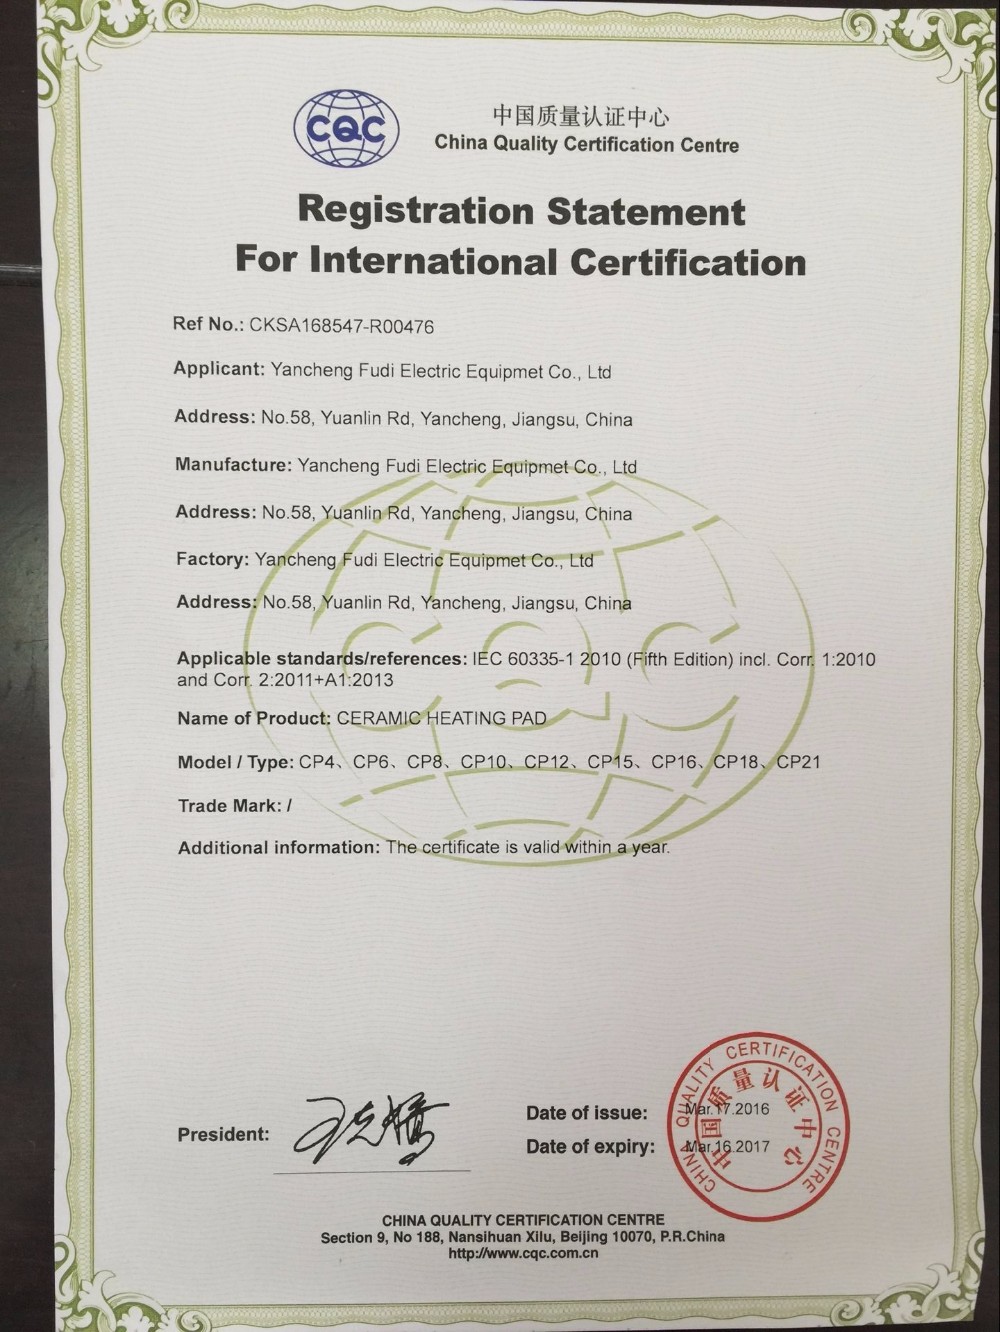 CQC
中国质量认证中心
China Quality Certification Centre
Registration Statement
For International Certification
Ref No.: CKSA168547-R00476
Applicant: Yancheng Fudi Electric Equipmet Co., Ltd
Address: No.58, Yuanlin Rd, Yancheng, Jiangsu, China
Manufacture: Yancheng Fudi Electric Equipmet Co., Ltd
Address: No.58, Yuanlin Rd, Yancheng, Jiangsu, China
Factory: Yancheng Fudi Electric Equipmet Co., Ltd
Address: No.58, Yuanlin Rd, Yancheng, Jiangsu, China
CQC
Applicable standards/references: IEC 60335-1 2010 (Fifth Edition) incl. Corr. 1:2010
and Corr. 2:2011+A1:2013
Name of Product: CERAMIC HEATING PAD
Model / Type: CP4、CP6、CP8、CP10、CP12、CP15、CP16、CP18、CP21
Trade Mark: /
Additional information: The certificate is valid within a year.
President:
Date of issue: Mar.17.2016
Date of expiry: Mar.16.2017
CHINA QUALITY CERTIFICATION CENTRE
中国质量认证中心
CHINA QUALITY CERTIFICATION CENTRE
Section 9, No 188, Nansihuan Xilu, Beijing 10070, P.R.China
http://www.cqc.com.cn